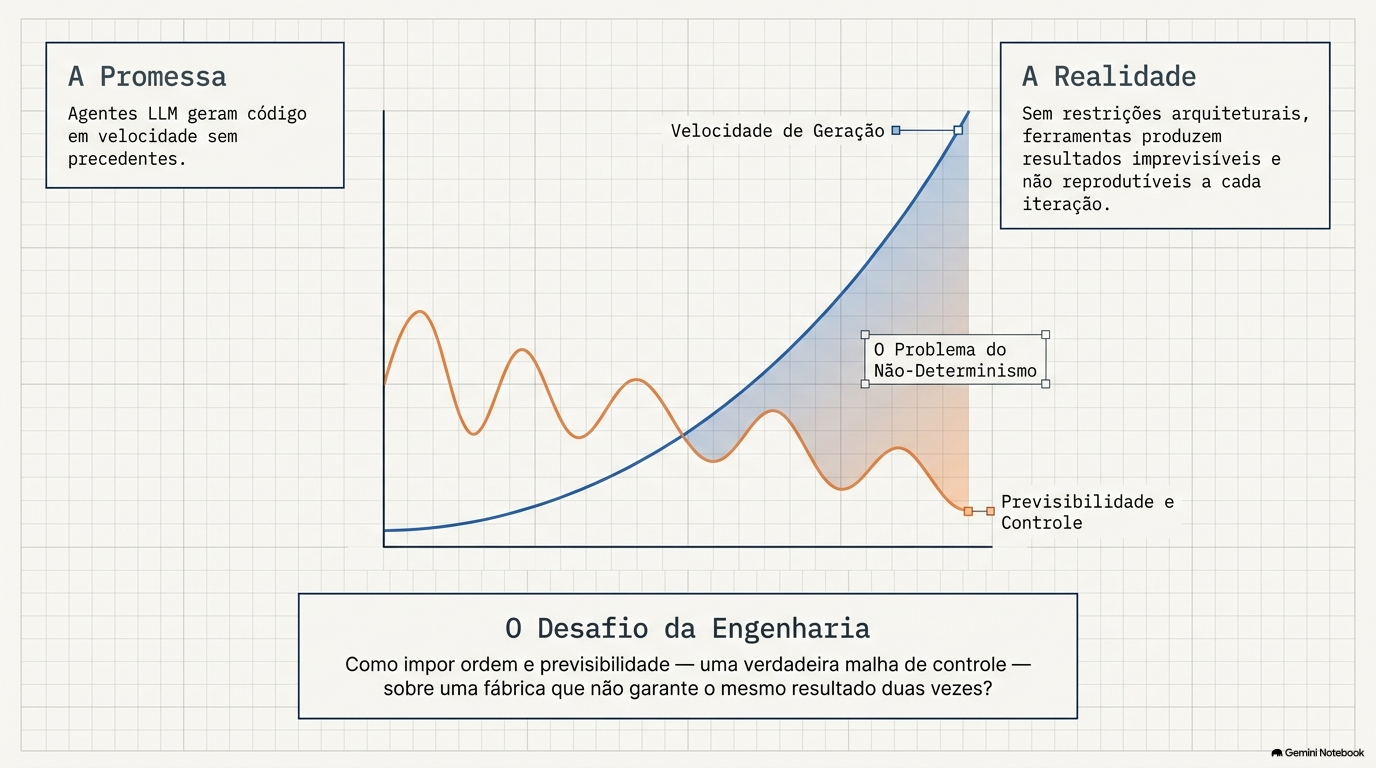 A Promessa
Agentes LLM geram código
em velocidade sem
precedentes.
A Realidade
Sem restrições arquiteturais,
ferramentas produzem
resultados imprevisíveis e
não reprodutíveis a cada
iteração.
Velocidade de Geração
O Problema do
Não-Determinismo
Previsibilidade e
Controle
O Desafio da Engenharia
Como impor ordem e previsibilidade — uma verdadeira malha de controle —
sobre uma fábrica que não garante o mesmo resultado duas vezes?
Gemini Notebook